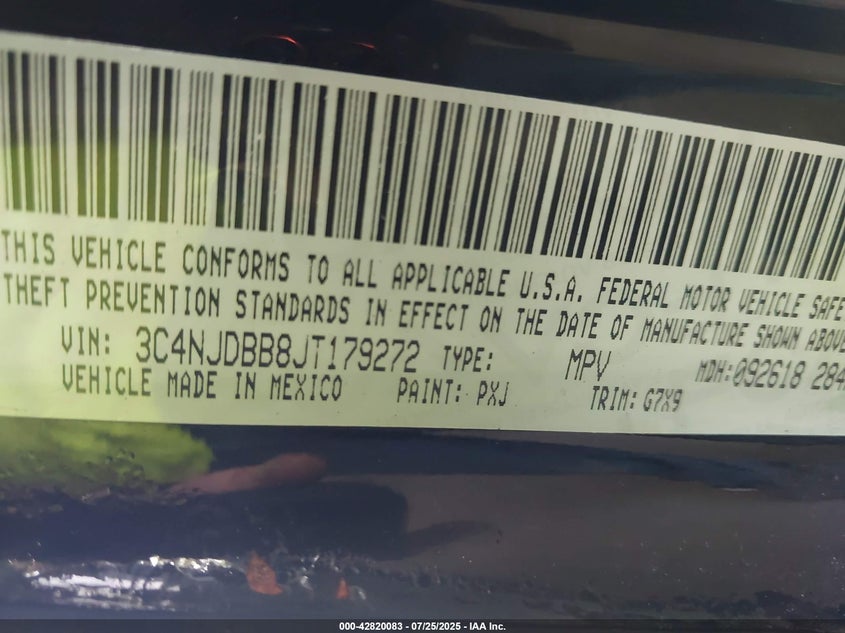 THIS VEHICLE CONFORMS TO ALL APPLICABLE U.S.A. FEDERAL MOTOR VEHICLE SAFE
THEFT PREVENTION STANDARDS IN EFFECT ON THE DATE OF MANUFACTURE SHOWN ABOVE
VIN: 3C4NJDBB8JT179272 TYPE: MPV MDH:092618 284
VEHICLE MADE IN MEXICO PAINT: PXJ TRIM: G7X9
000-42820083 - 07/25/2025 - IAA Inc.